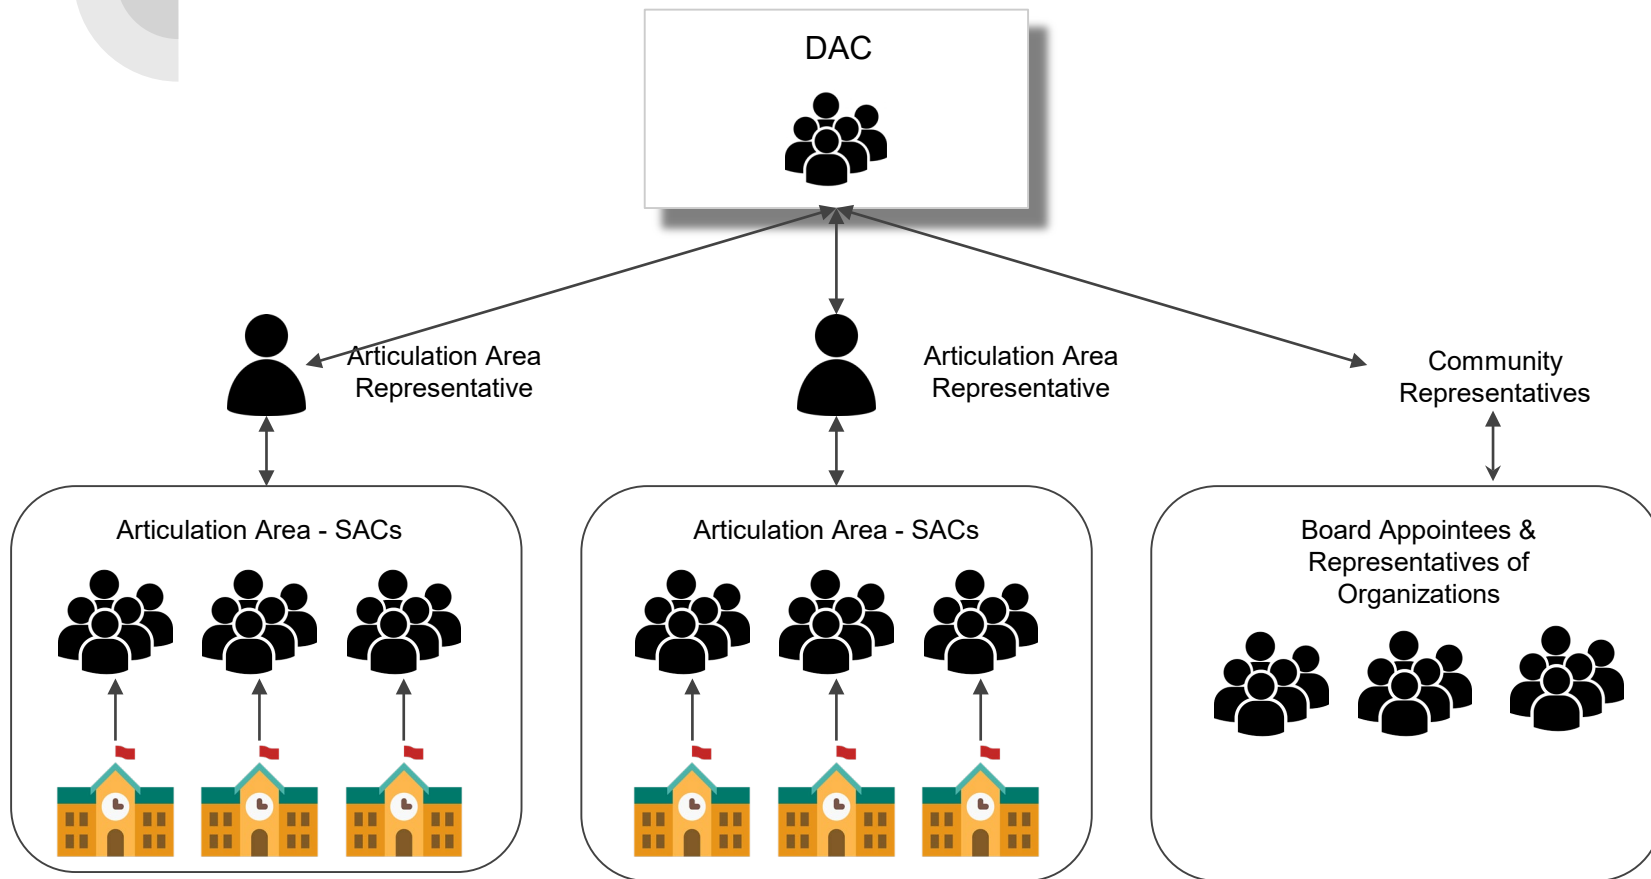 DAC
Articulation Area
Representative
Articulation Area
Representative
Community
Representatives
Articulation Area - SACs
Articulation Area - SACs
Board Appointees &
Representatives of
Organizations